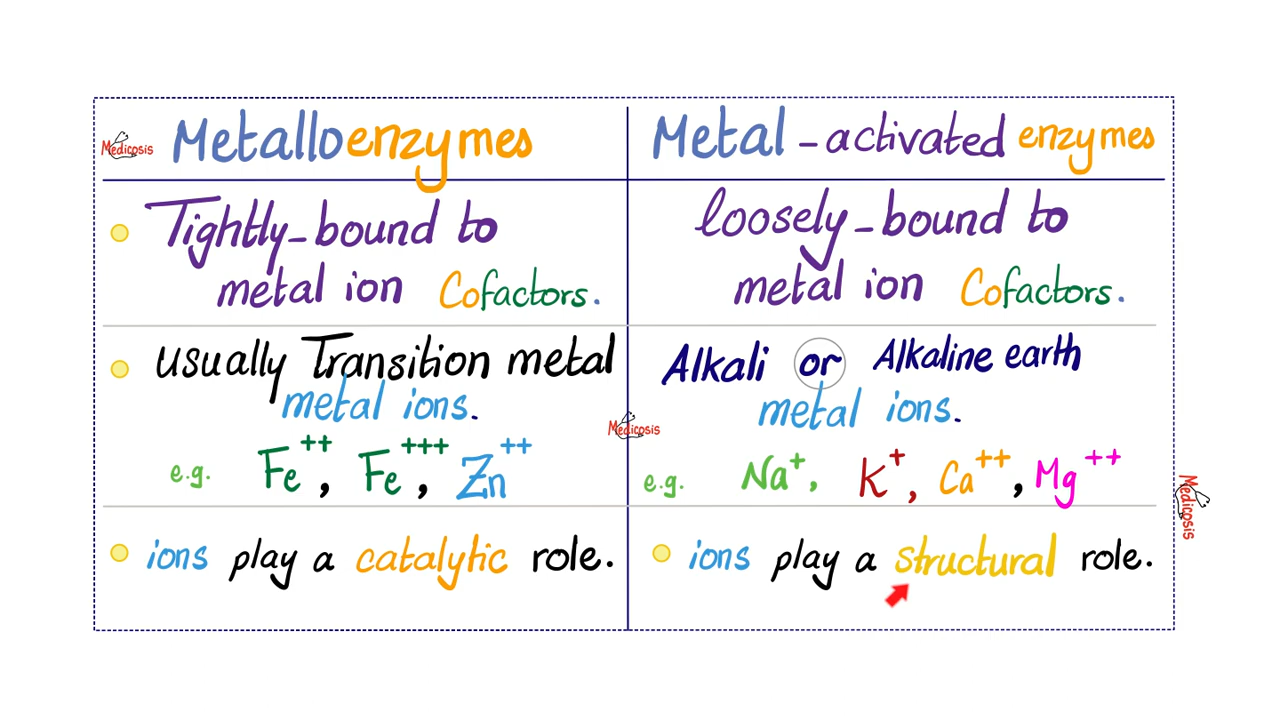 Medicosis
Metalloenzymes
Metal-activated enzymes
Tightly-bound to
metal ion Cofactors.
loosely-bound to
metal ion Cofactors.
usually Transition metal
metal ions.
e.g. Fe++, Fe+++, Zn++
Alkali or Alkaline earth
metal ions.
e.g. Na+, K+, Ca++, Mg++
Medicosis
Medicosis
ions play a catalytic role.
ions play a structural role.